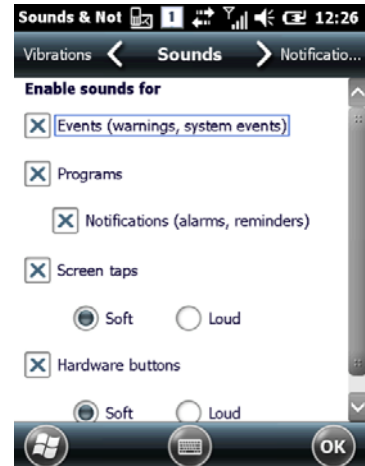 Sounds & Not 1 12:26
Vibrations Sounds Notificatio...
Enable sounds for
Events (warnings, system events)
Programs
Notifications (alarms, reminders)
Screen taps
Soft Loud
Hardware buttons
Soft Loud
OK